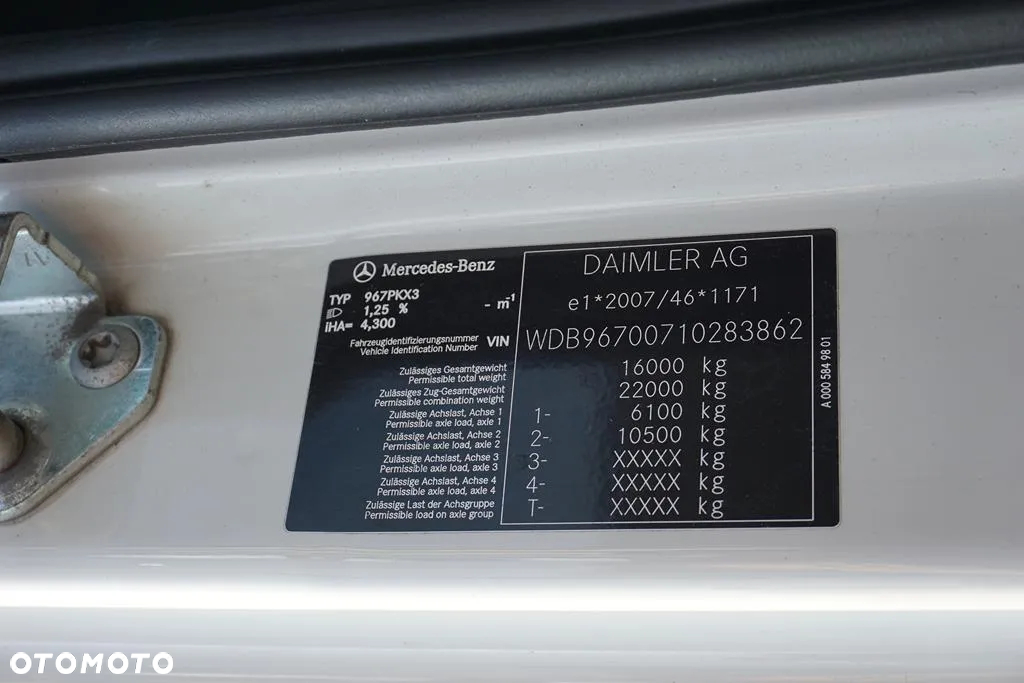 Mercedes-Benz
TYP 967PKX3
1,25 % - m⁻¹
IHA= 4,300
Fahrzeugidentifizierungsnummer
Vehicle Identification Number VIN
DAIMLER AG
e1*2007/46*1171
WDB96700710283862
Zulässiges Gesamtgewicht
Permissible total weight 16000 kg
Zulässiges Zug-Gesamtgewicht
Permissible combination weight 22000 kg
Zulässige Achslast, Achse 1
Permissible axle load, axle 1 1- 6100 kg
Zulässige Achslast, Achse 2
Permissible axle load, axle 2 2- 10500 kg
Zulässige Achslast, Achse 3
Permissible axle load, axle 3 3- XXXXX kg
Zulässige Achslast, Achse 4
Permissible axle load, axle 4 4- XXXXX kg
Zulässige Last der Achsgruppe
Permissible load on axle group T- XXXXX kg
A 000 584 98 01
OTOMOTO